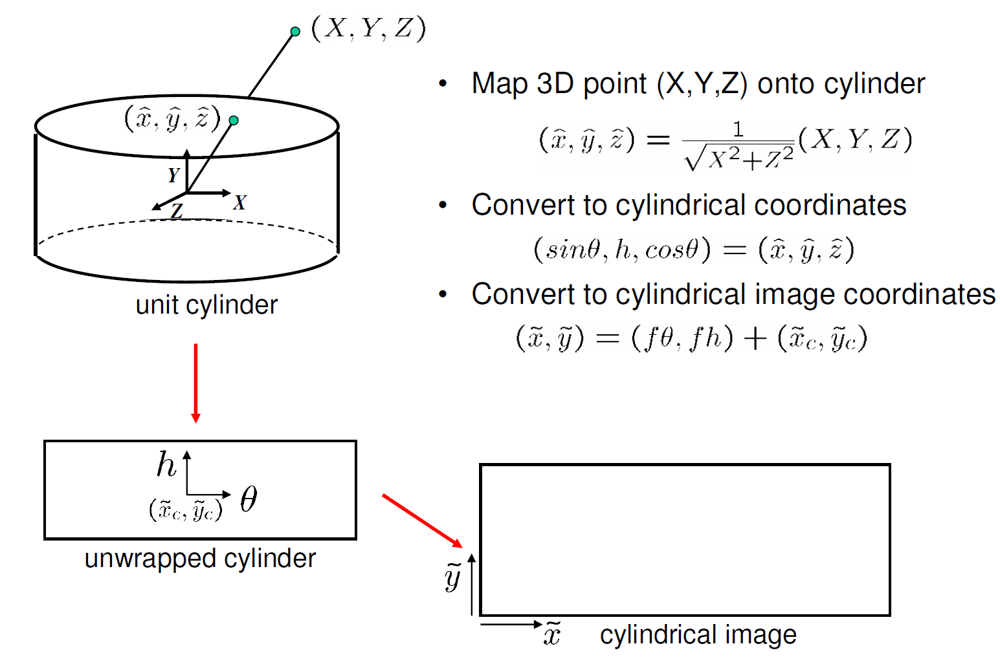 (X, Y, Z)
(x̂, ŷ, ẑ)
Y
Z
X
unit cylinder
• Map 3D point (X,Y,Z) onto cylinder
(x̂, ŷ, ẑ) = 1/√(X²+Z²) (X, Y, Z)
• Convert to cylindrical coordinates
(sinθ, h, cosθ) = (x̂, ŷ, ẑ)
• Convert to cylindrical image coordinates
(x̃, ỹ) = (fθ, fh) + (x̃c, ỹc)
h
θ
(x̃c, ỹc)
unwrapped cylinder
ỹ
x̃
cylindrical image